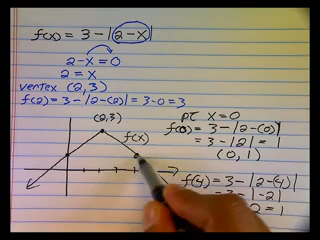 f(x) = 3 - |2-x|
2-x=0
2=x
vertex (2,3)
f(2)=3-|2-(2)|=3-0=3
(2,3)
f(x)
pt x=0
f(0) = 3-|2-(0)|
= 3-|2| = 1
(0,1)
f(4) = 3-|2-4)|
|-2|
2 = 1